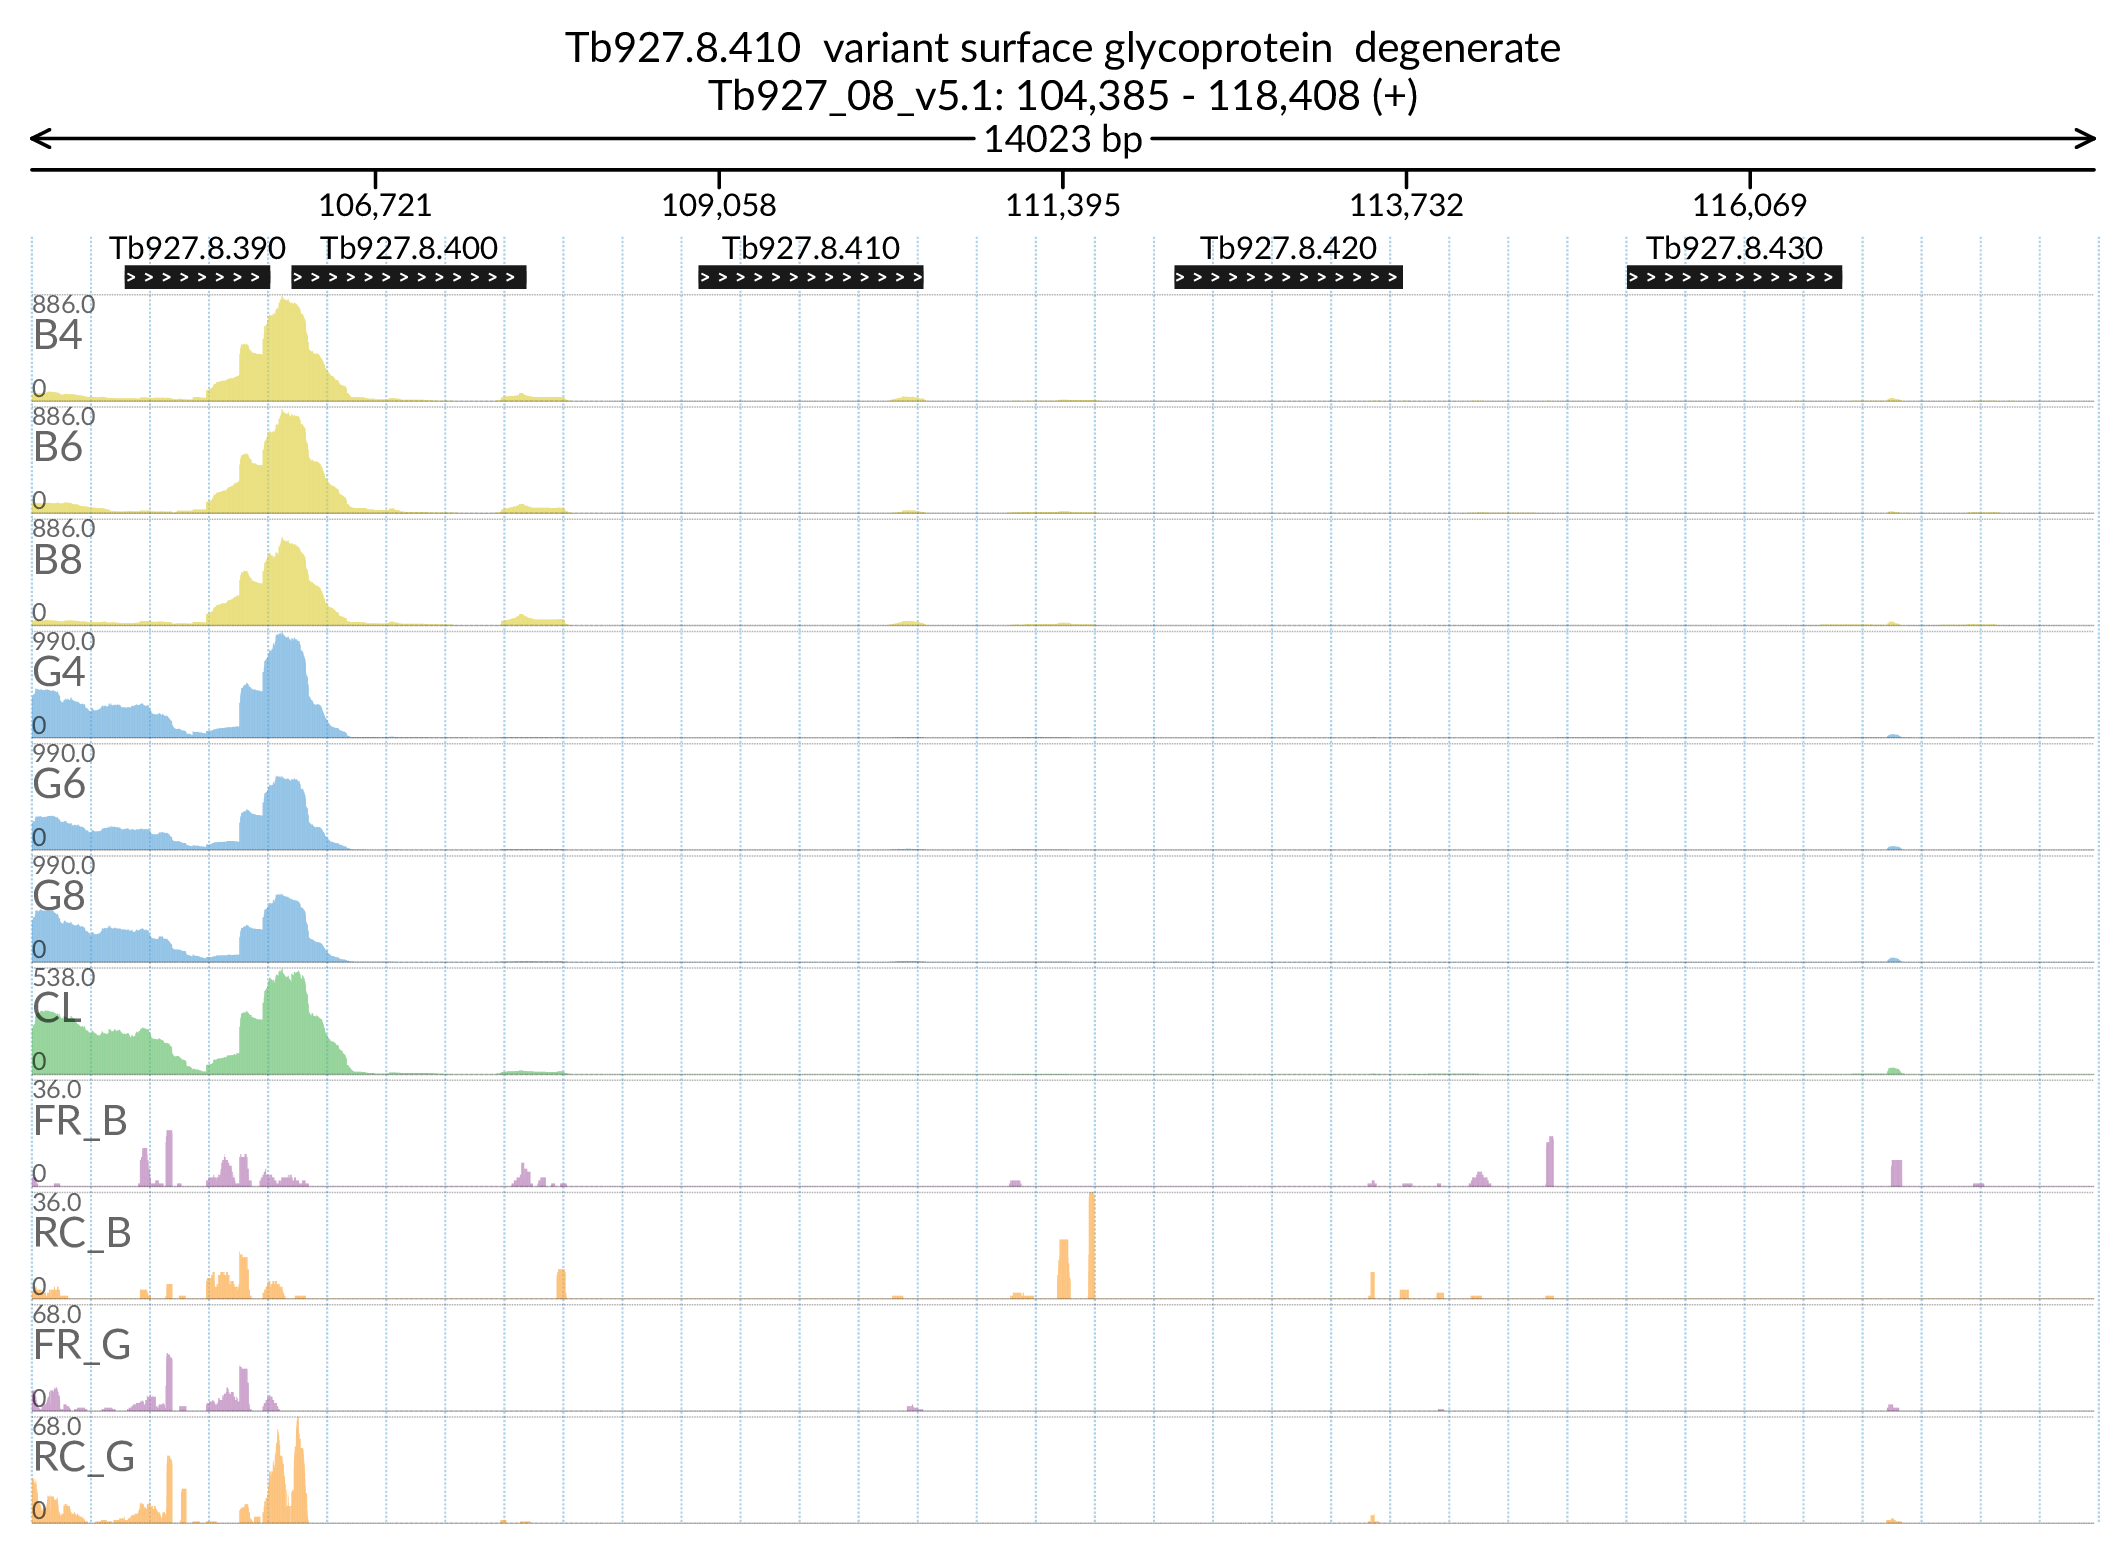 Tb927.8.410 variant surface glycoprotein degenerate
Tb927_08_v5.1: 104,385 - 118,408 (+)
14023 bp
106,721 109,058 111,395 113,732 116,069
Tb927.8.390 Tb927.8.400 Tb927.8.410 Tb927.8.420 Tb927.8.430
886.0
B4
0
886.0
B6
0
886.0
B8
0
990.0
G4
0
990.0
G6
0
990.0
G8
0
538.0
CL
0
36.0
FR_B
0
36.0
RC_B
0
68.0
FR_G
0
68.0
RC_G
0